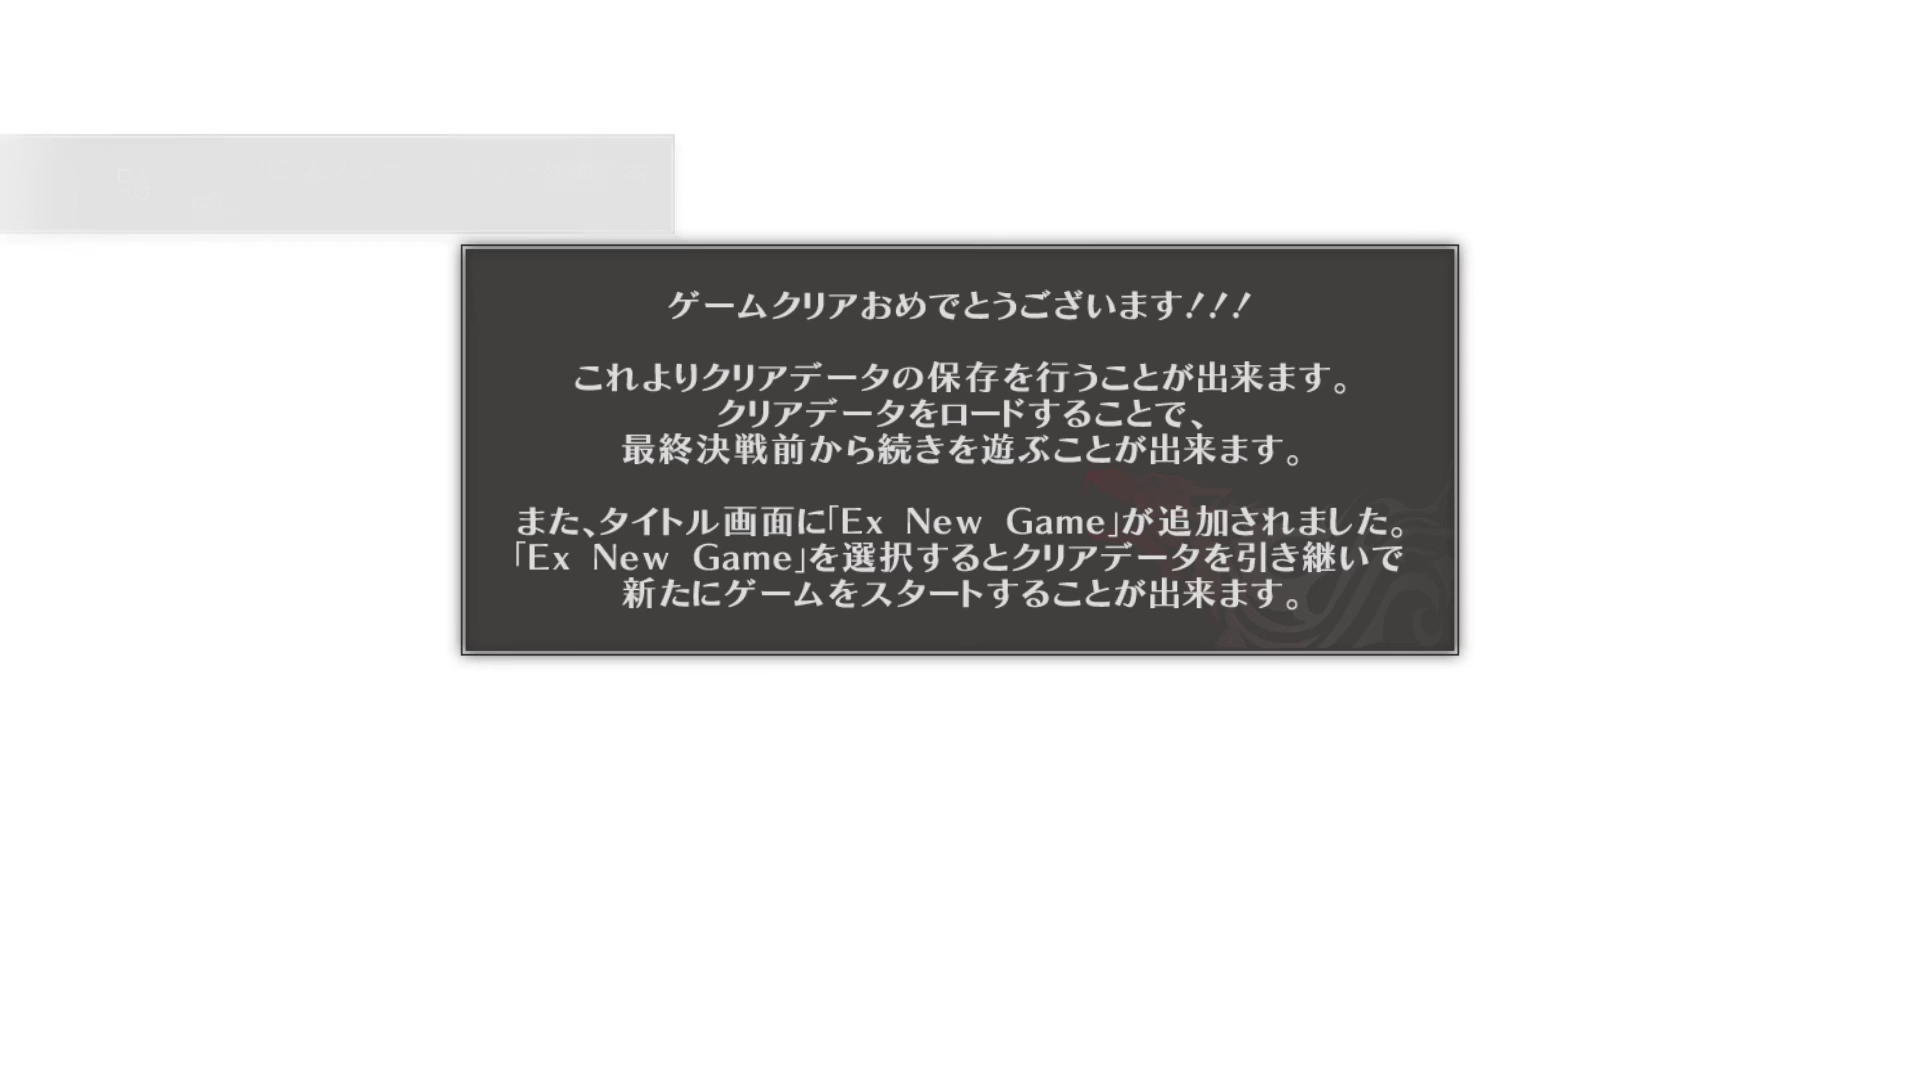 ゲームクリアおめでとうございます!!!
これよりクリアデータの保存を行うことが出来ます。
クリアデータをロードすることで、
最終決戦前から続きを遊ぶことが出来ます。
また、タイトル画面に「Ex New Game」が追加されました。
「Ex New Game」を選択するとクリアデータを引き継いで
新たにゲームをスタートすることが出来ます。